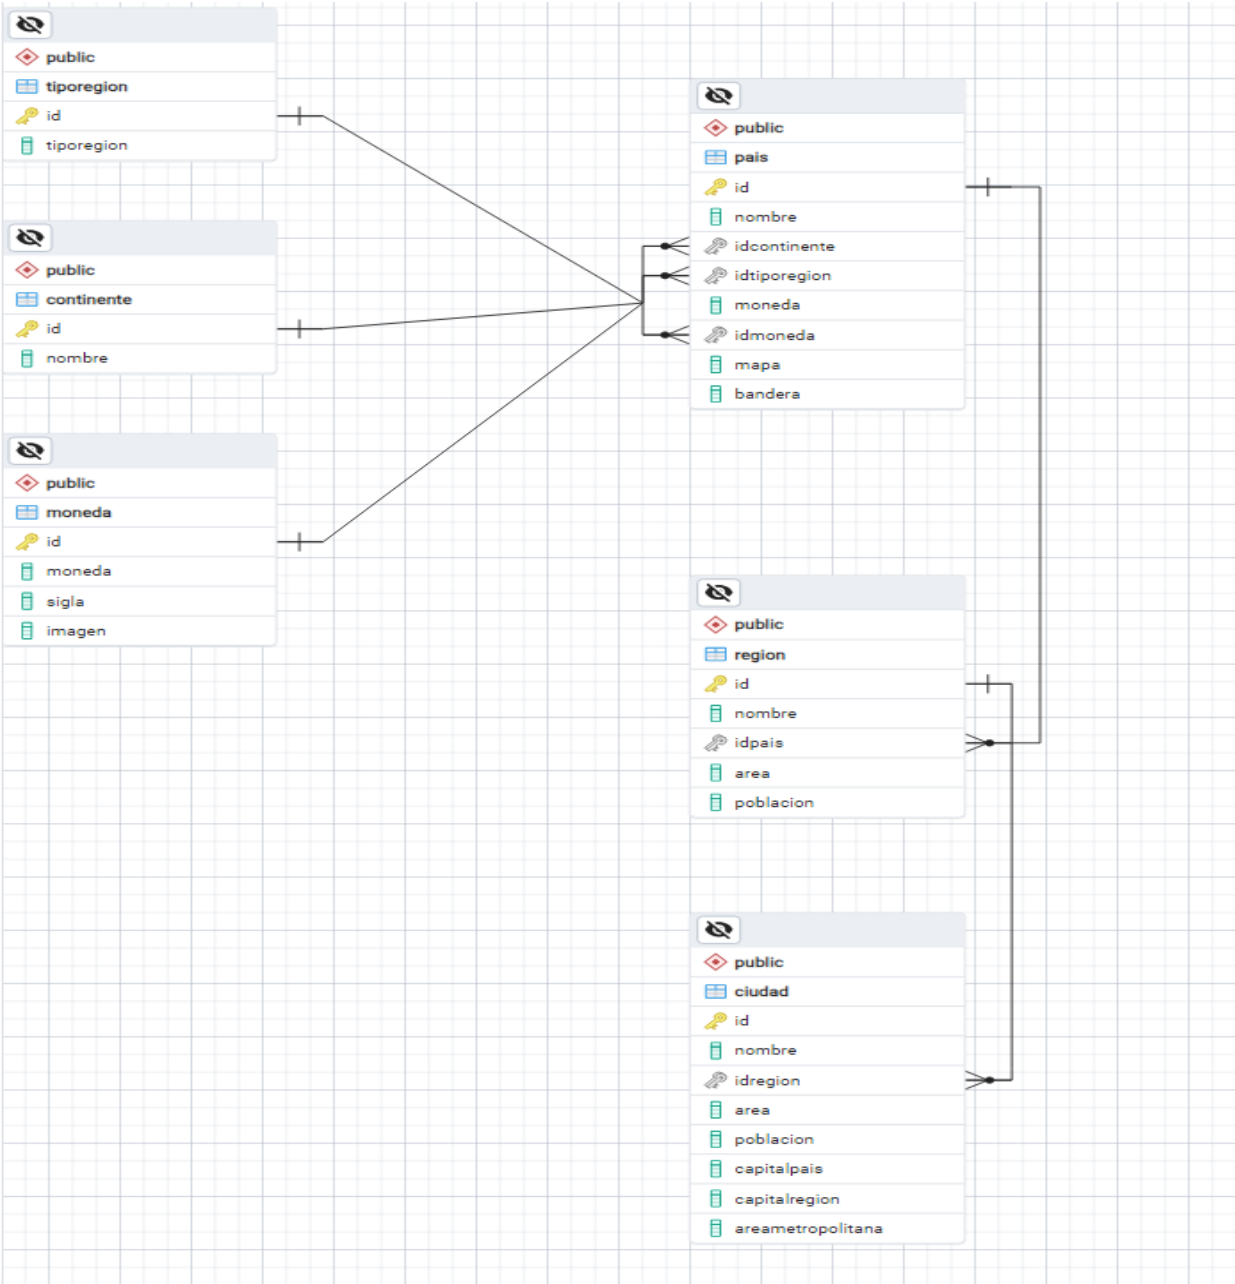 public
tiporegion
id
tiporegion
public
continente
id
nombre
public
moneda
id
moneda
sigla
imagen
public
pais
id
nombre
idcontinente
idtiporegion
moneda
idmoneda
mapa
bandera
public
region
id
nombre
idpais
area
poblacion
public
ciudad
id
nombre
idregion
area
poblacion
capitalpais
capitalregion
areametropolitana